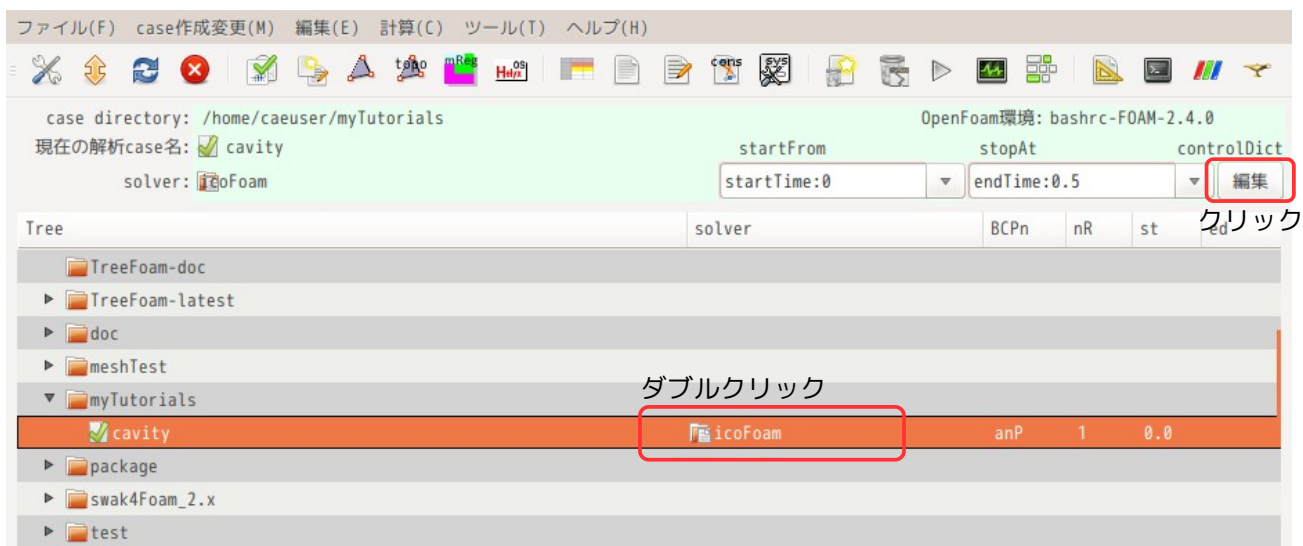 ファイル(F) case作成変更(M) 編集(E) 計算(C) ツール(T) ヘルプ(H)
topo mReg Helyx OS cons sys
case directory: /home/caeuser/myTutorials OpenFoam環境: bashrc-FOAM-2.4.0
現在の解析case名: cavity startFrom stopAt controlDict
solver: icoFoam startTime:0 endTime:0.5 編集
クリック
Tree solver BCPn nR st ed
TreeFoam-doc
TreeFoam-latest
doc
meshTest
ダブルクリック
myTutorials
cavity icoFoam anP 1 0.0
package
swak4Foam_2.x
test